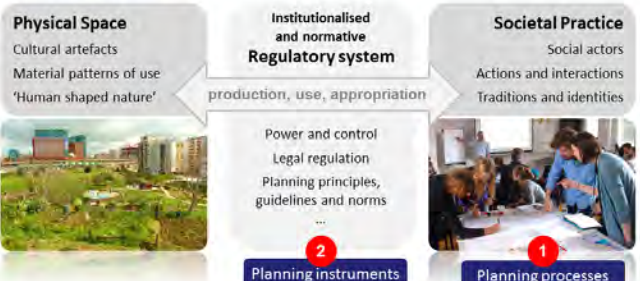 Physical Space
Cultural artefacts
Material patterns of use
'Human shaped nature'
Institutionalised
and normative
Regulatory system
production, use, appropriation
Power and control
Legal regulation
Planning principles,
guidelines and norms
...
2
Planning instruments
Societal Practice
Social actors
Actions and interactions
Traditions and identities
1
Planning processes